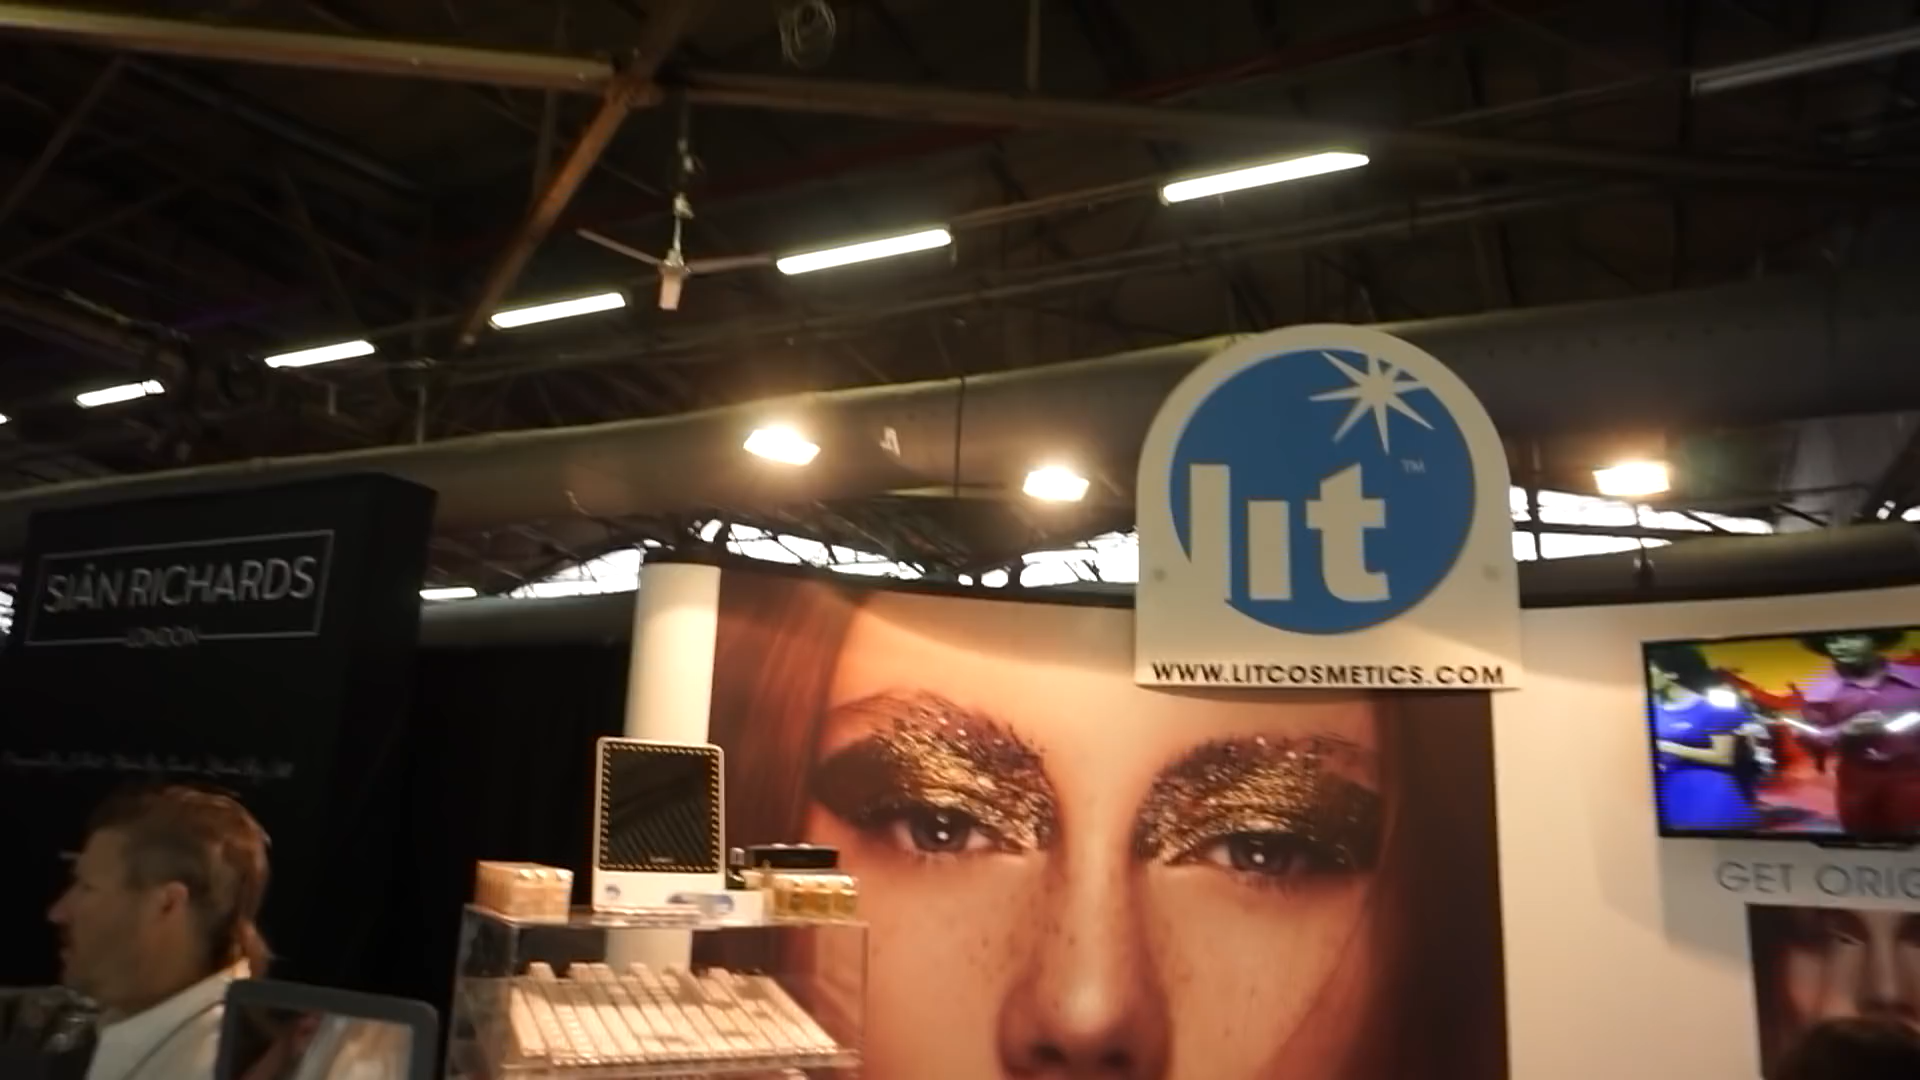 SIÂN RICHARDS
LONDON
lit
TM
WWW.LITCOSMETICS.COM
GET ORIG